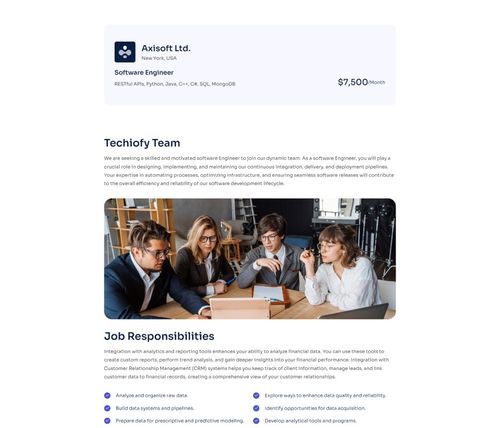 Axisoft Ltd.
New York, USA
Software Engineer
RESTful APIs, Python, Java, C++, C#, SQL, MongoDB
$7,500/Month
Techiofy Team
We are seeking a skilled and motivated software Engineer to join our dynamic team. As a software Engineer, you will play a
crucial role in designing, implementing, and maintaining our continuous integration, delivery, and deployment pipelines.
Your expertise in automating processes, optimizing infrastructure, and ensuring seamless software releases will contribute
to the overall efficiency and reliability of our software development lifecycle.
Job Responsibilities
Integration with analytics and reporting tools enhances your ability to analyze financial data. You can use these tools to
create custom reports, perform trend analysis, and gain deeper insights into your financial performance. Integration with
Customer Relationship Management (CRM) systems helps you keep track of client information, manage leads, and link
customer data to financial records, creating a comprehensive view of your customer relationships.
Analyze and organize raw data.
Explore ways to enhance data quality and reliability.
Build data systems and pipelines.
Identify opportunities for data acquisition.
Prepare data for prescriptive and predictive modeling.
Develop analytical tools and programs.